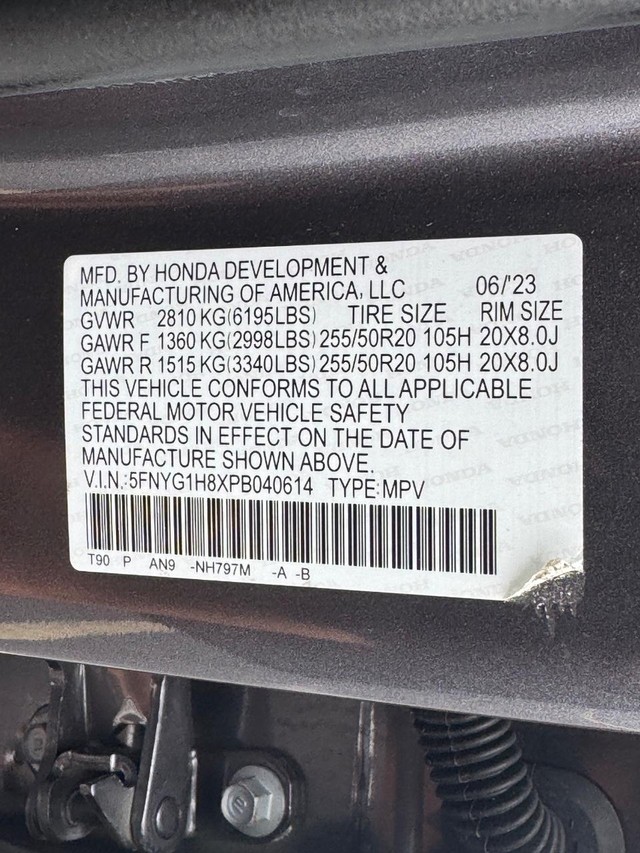 MFD. BY HONDA DEVELOPMENT &
MANUFACTURING OF AMERICA, LLC 06/'23
GVWR 2810 KG(6195LBS) TIRE SIZE RIM SIZE
GAWR F 1360 KG(2998LBS) 255/50R20 105H 20X8.0J
GAWR R 1515 KG(3340LBS) 255/50R20 105H 20X8.0J
THIS VEHICLE CONFORMS TO ALL APPLICABLE
FEDERAL MOTOR VEHICLE SAFETY
STANDARDS IN EFFECT ON THE DATE OF
MANUFACTURE SHOWN ABOVE.
V.I.N.:5FNYG1H8XPB040614 TYPE:MPV
T90 P AN9 -NH797M -A -B